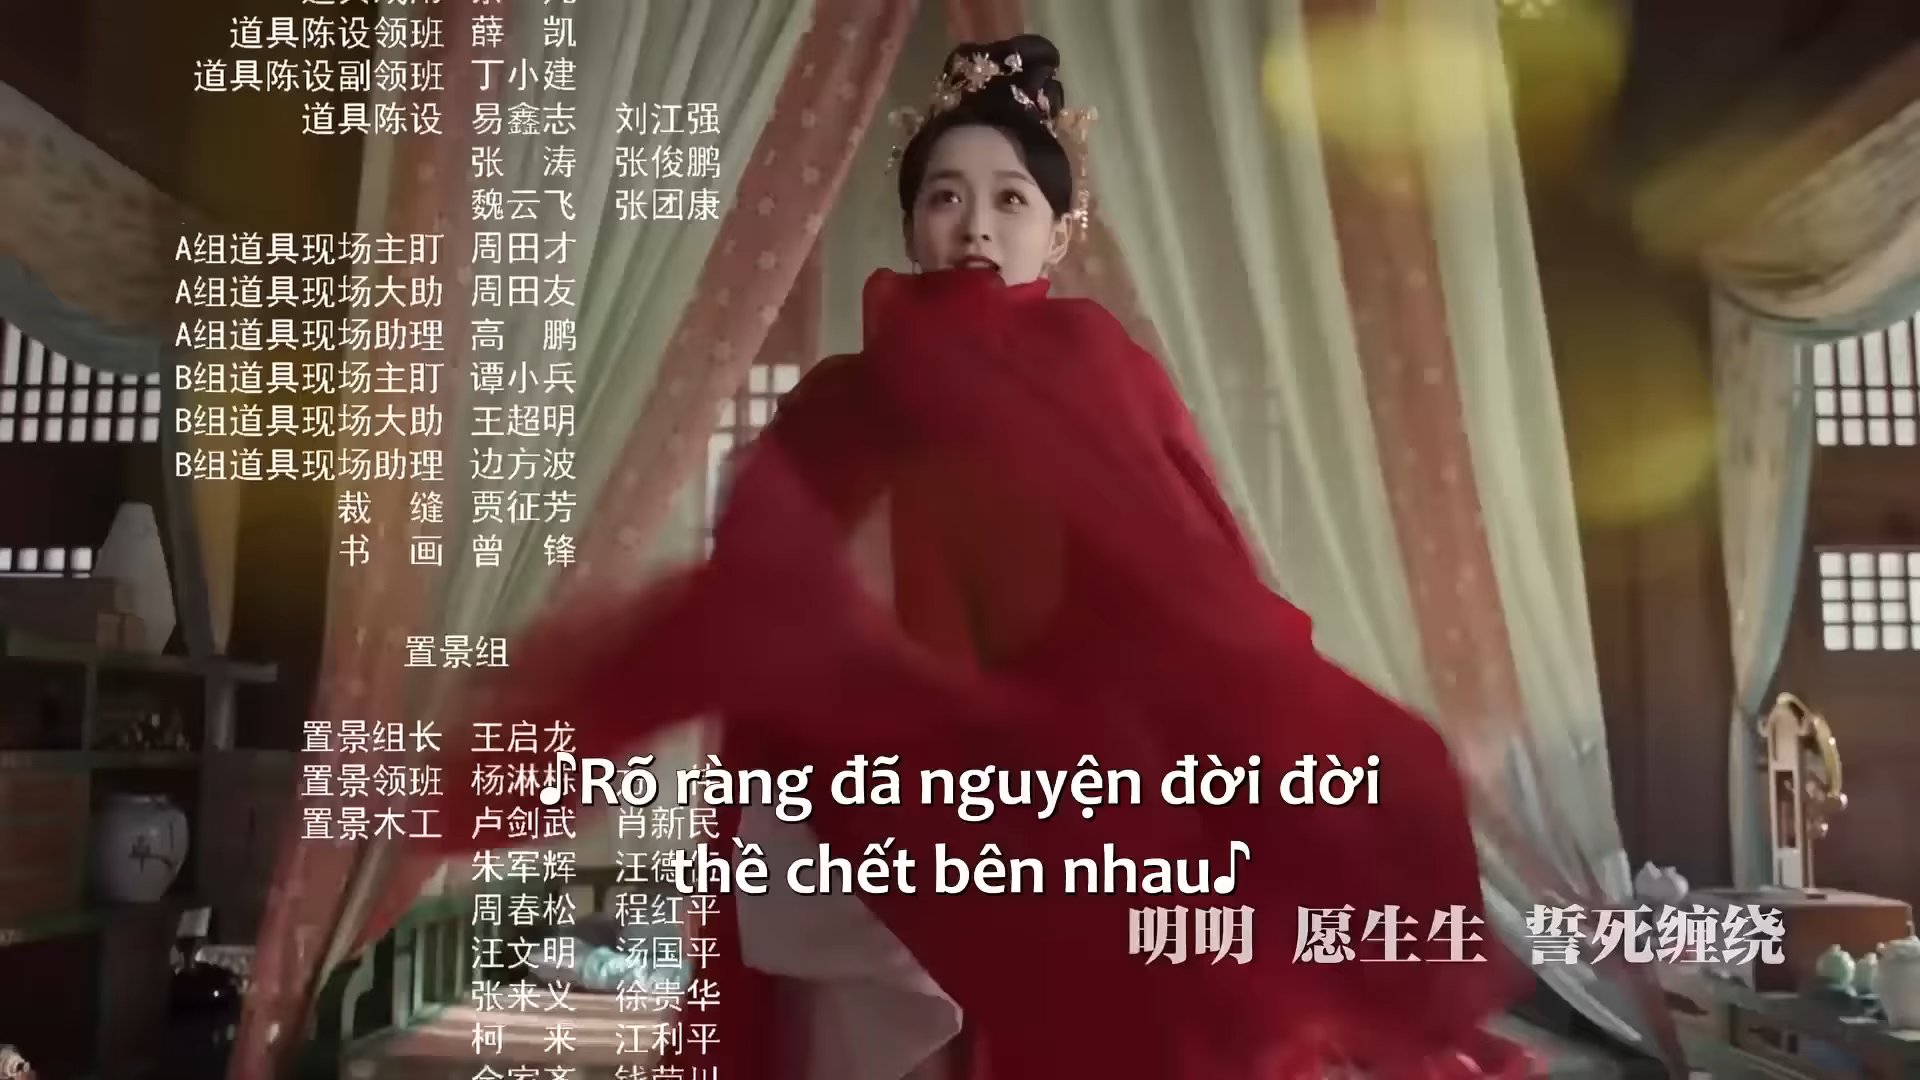 道具陈设领班 薛 凯
道具陈设副领班 丁小建
道具陈设 易鑫志 刘江强
张 涛 张俊鹏
魏云飞 张团康
A组道具现场主盯 周田才
A组道具现场大助 周田友
A组道具现场助理 高 鹏
B组道具现场主盯 谭小兵
B组道具现场大助 王超明
B组道具现场助理 边方波
裁 缝 贾征芳
书 画 曾 锋
置景组
置景组长 王启龙
置景领班 杨淋
置景木工 卢剑武 肖新民
朱军辉 汪德
周春松 程红平
汪文明 汤国平
张来义 徐贵华
柯 来 江利平
♪Rõ ràng đã nguyện đời đời
thề chết bên nhau♪
明明 愿生生 誓死缠绕